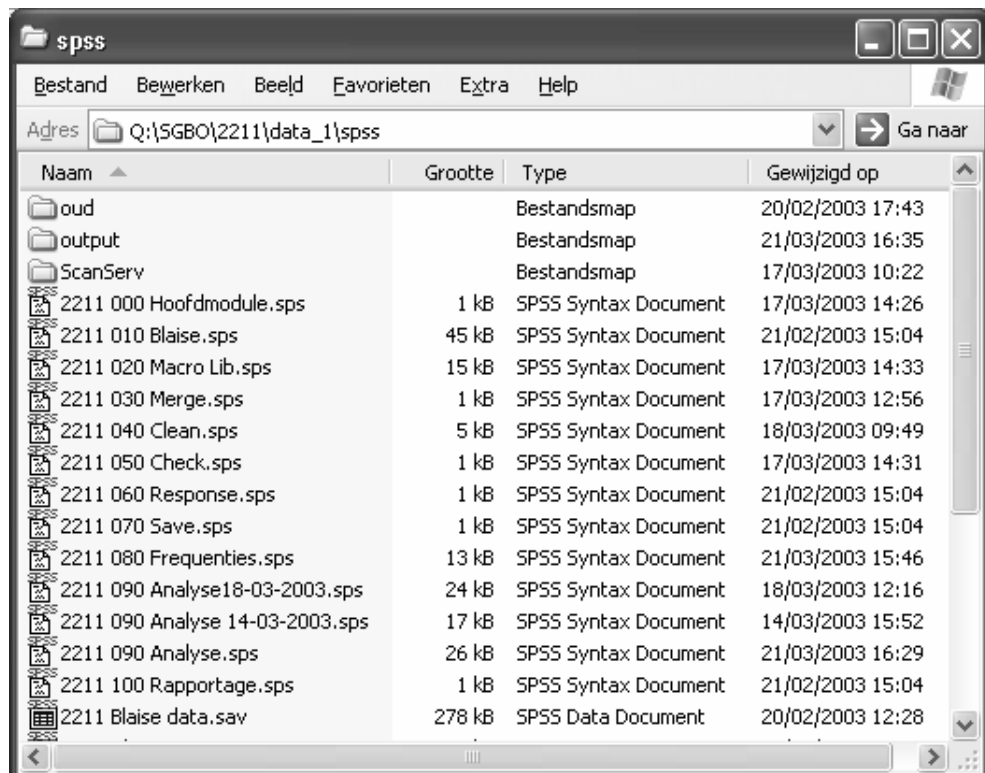 spss
Bestand Bewerken Beeld Favorieten Extra Help
Adres Q:\SGBO\2211\data_1\spss Ga naar
Naam Grootte Type Gewijzigd op
oud Bestandsmap 20/02/2003 17:43
output Bestandsmap 21/03/2003 16:35
ScanServ Bestandsmap 17/03/2003 10:22
2211 000 Hoofdmodule.sps 1 kB SPSS Syntax Document 17/03/2003 14:26
2211 010 Blaise.sps 45 kB SPSS Syntax Document 21/02/2003 15:04
2211 020 Macro Lib.sps 15 kB SPSS Syntax Document 17/03/2003 14:33
2211 030 Merge.sps 1 kB SPSS Syntax Document 17/03/2003 12:56
2211 040 Clean.sps 5 kB SPSS Syntax Document 18/03/2003 09:49
2211 050 Check.sps 1 kB SPSS Syntax Document 17/03/2003 14:31
2211 060 Response.sps 1 kB SPSS Syntax Document 21/02/2003 15:04
2211 070 Save.sps 1 kB SPSS Syntax Document 21/02/2003 15:04
2211 080 Frequenties.sps 13 kB SPSS Syntax Document 21/03/2003 15:46
2211 090 Analyse18-03-2003.sps 24 kB SPSS Syntax Document 18/03/2003 12:16
2211 090 Analyse 14-03-2003.sps 17 kB SPSS Syntax Document 14/03/2003 15:52
2211 090 Analyse.sps 26 kB SPSS Syntax Document 21/03/2003 16:29
2211 100 Rapportage.sps 1 kB SPSS Syntax Document 21/02/2003 15:04
2211 Blaise data.sav 278 kB SPSS Data Document 20/02/2003 12:28